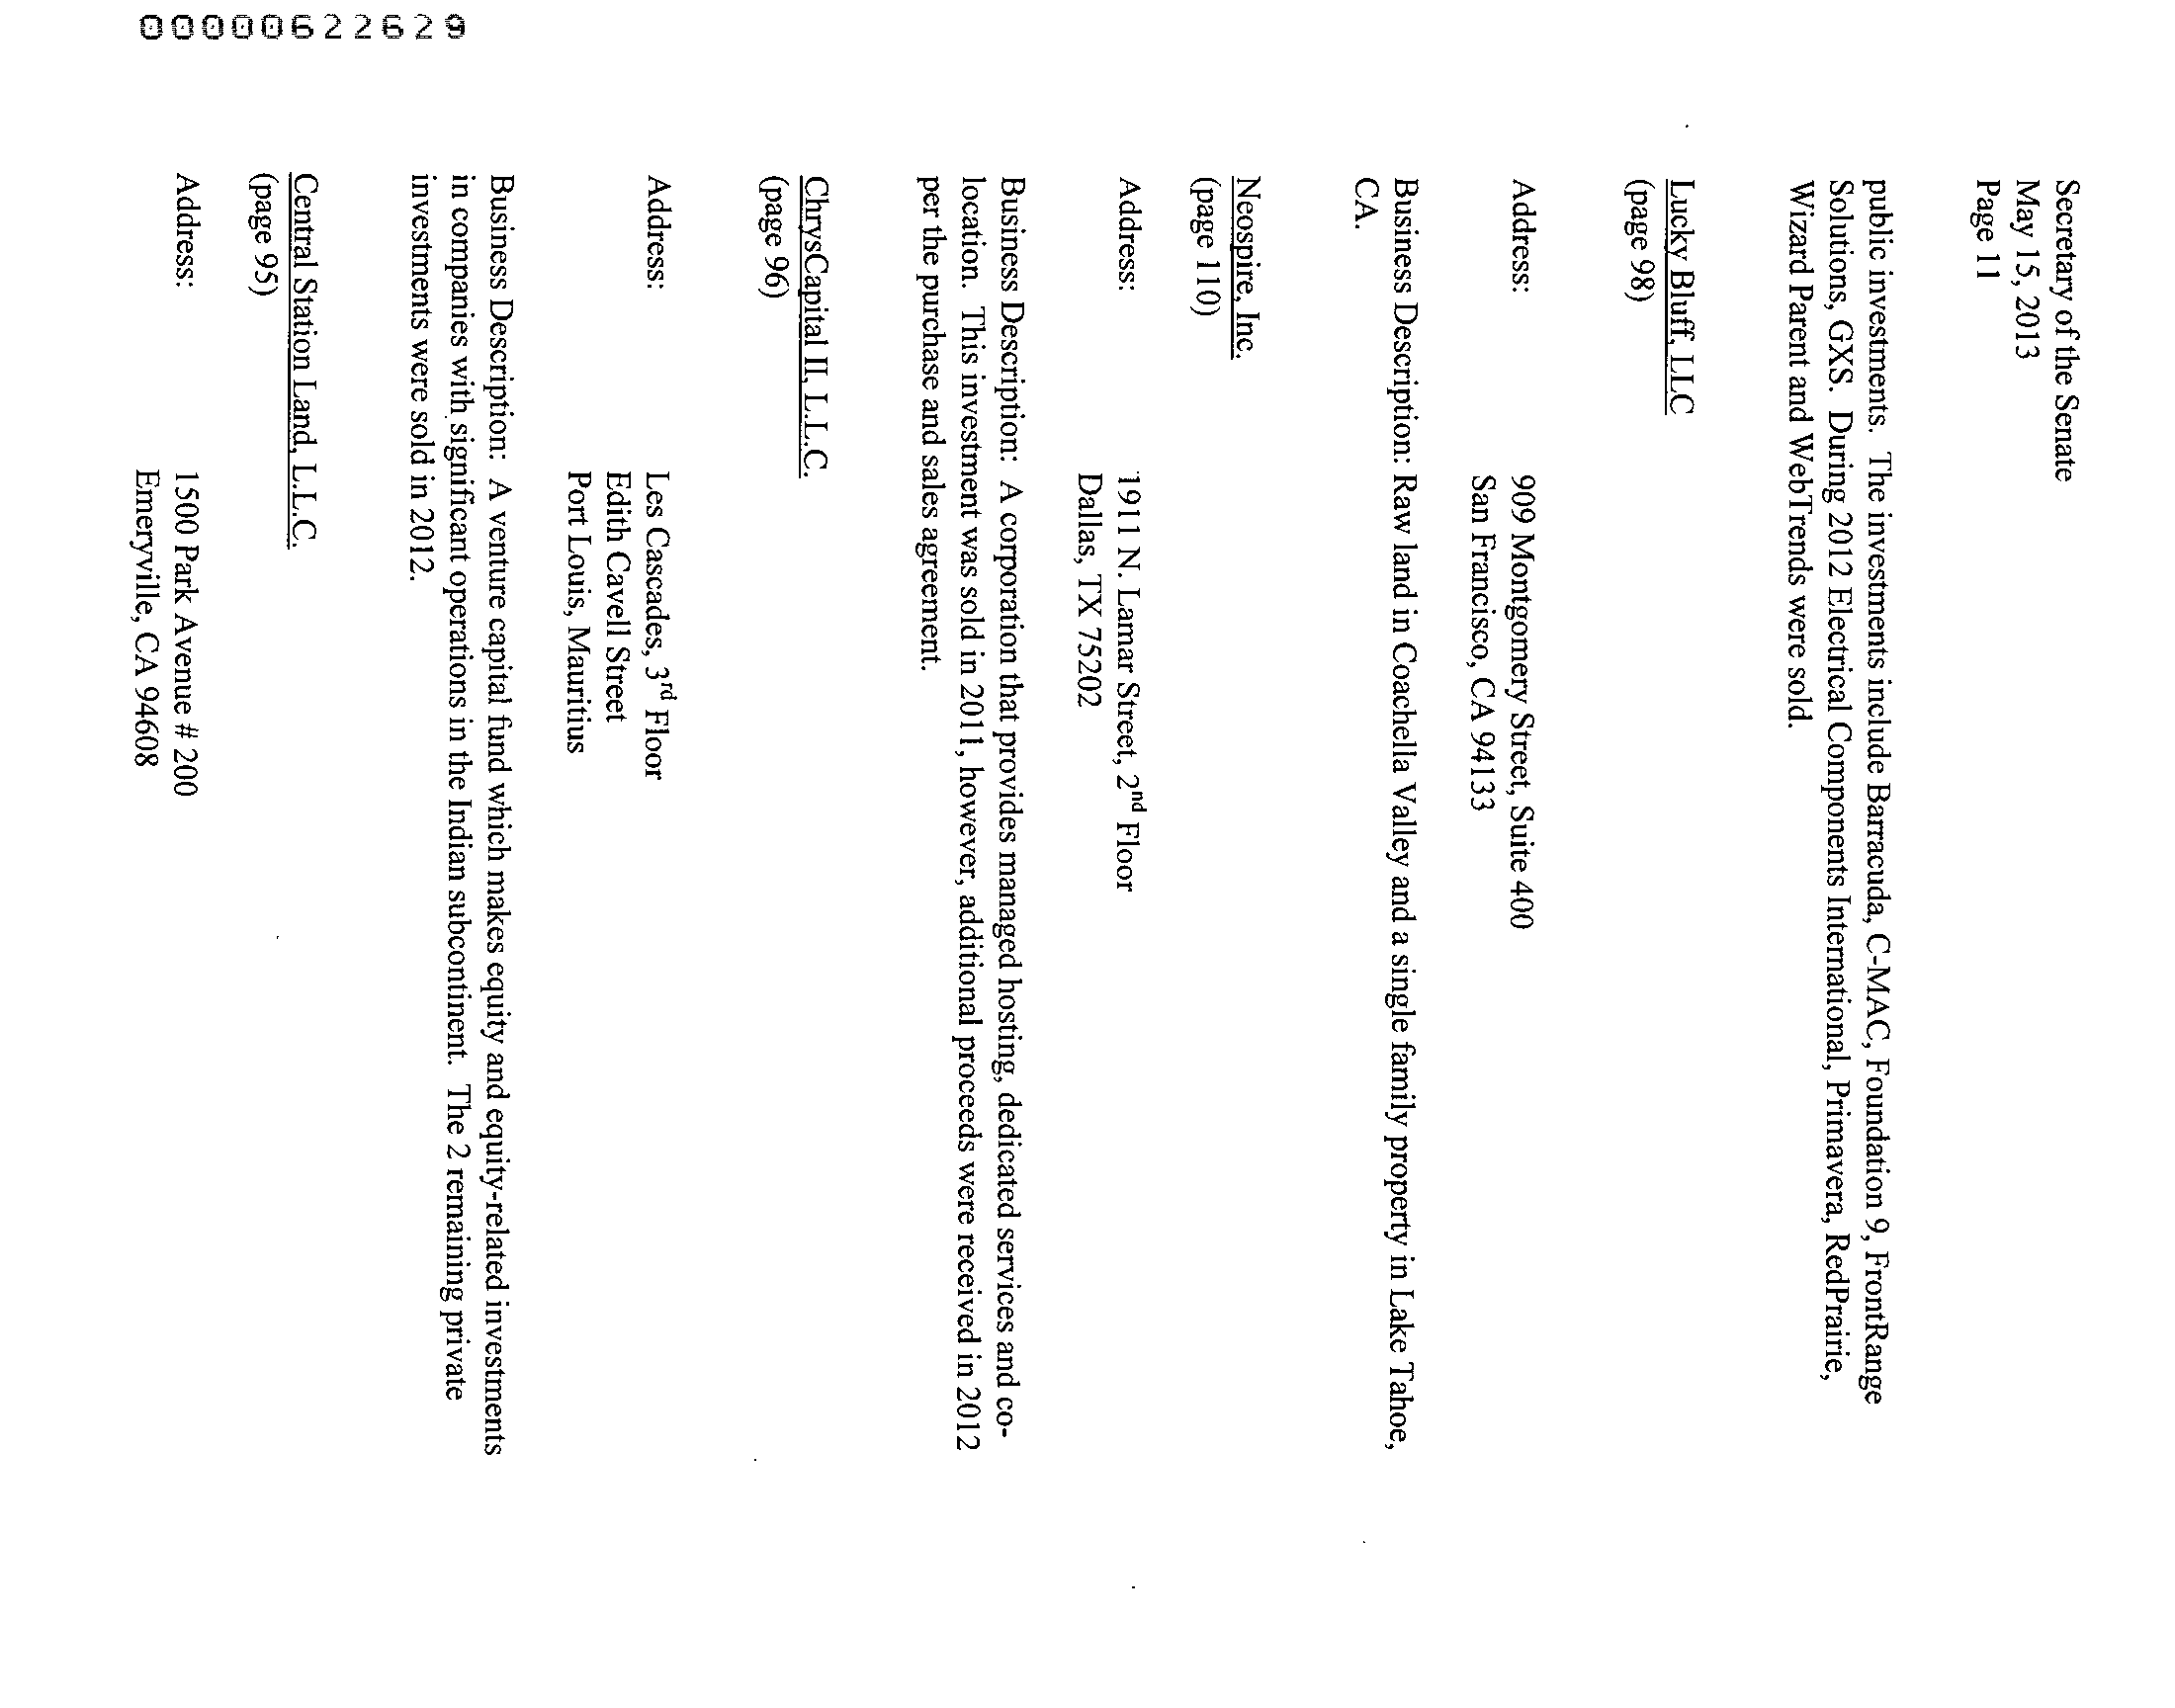 Secretary of the Senate
May 15, 2013
Page 11
public investments. The investments include Barracuda, C-MAC, Foundation 9, FrontRange
Solutions, GXS. During 2012 Electrical Components International, Primavera, RedPrairie,
Wizard Parent and WebTrends were sold.
Lucky Bluff, LLC
(page 98)
Address: 909 Montgomery Street, Suite 400
San Francisco, CA 94133
Business Description: Raw land in Coachella Valley and a single family property in Lake Tahoe,
CA.
Neospire, Inc.
(page 110)
Address: 1911 N. Lamar Street, 2nd Floor
Dallas, TX 75202
Business Description: A corporation that provides managed hosting, dedicated services and co-
location. This investment was sold in 2011, however, additional proceeds were received in 2012
per the purchase and sales agreement.
ChrysCapital II, L.L.C.
(page 96)
Address: Les Cascades, 3rd Floor
Edith Cavell Street
Port Louis, Mauritius
Business Description: A venture capital fund which makes equity and equity-related investments
in companies with significant operations in the Indian subcontinent. The 2 remaining private
investments were sold in 2012.
Central Station Land, L.L.C.
(page 95)
Address: 1500 Park Avenue # 200
Emeryville, CA 94608
00000622629